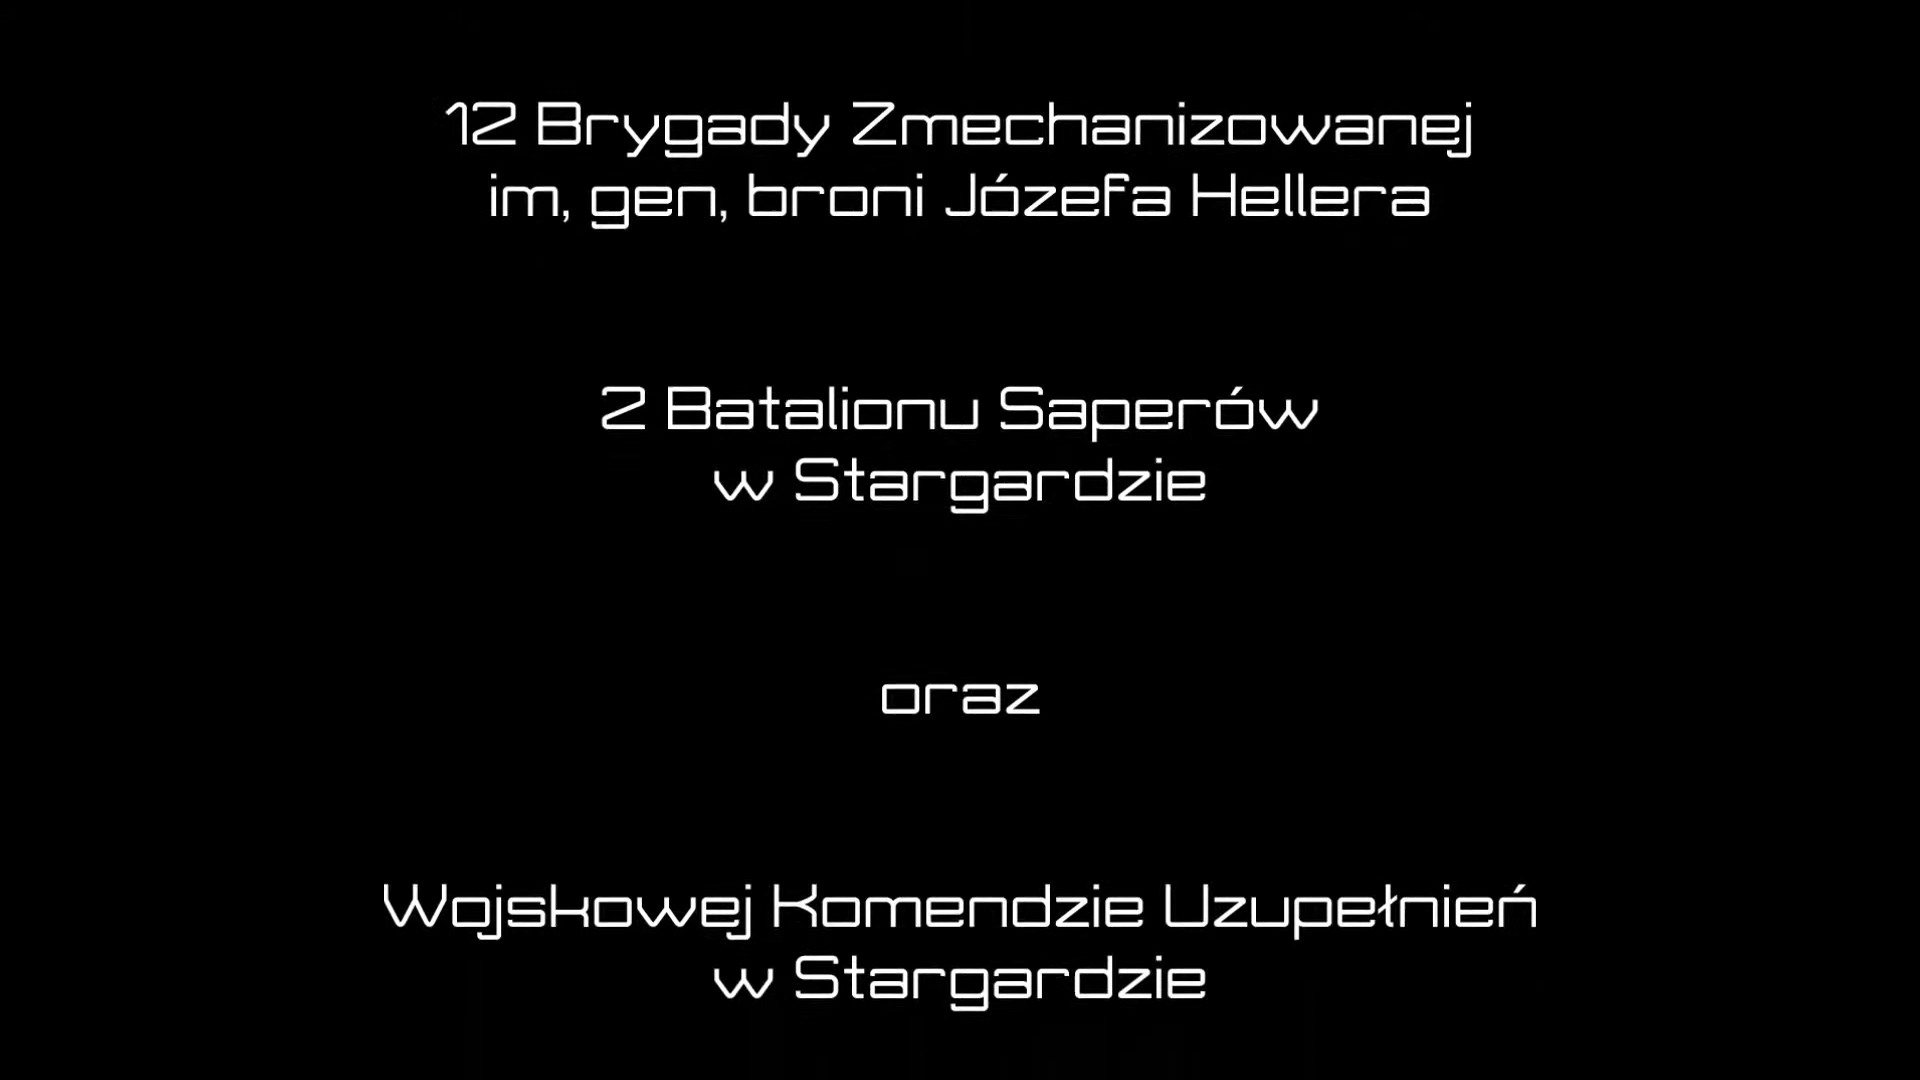 12 Brygady Zmechanizowanej
im, gen, broni Józefa Hellera
2 Batalionu Saperów
w Stargardzie
oraz
Wojskowej Komendzie Uzupełnień
w Stargardzie